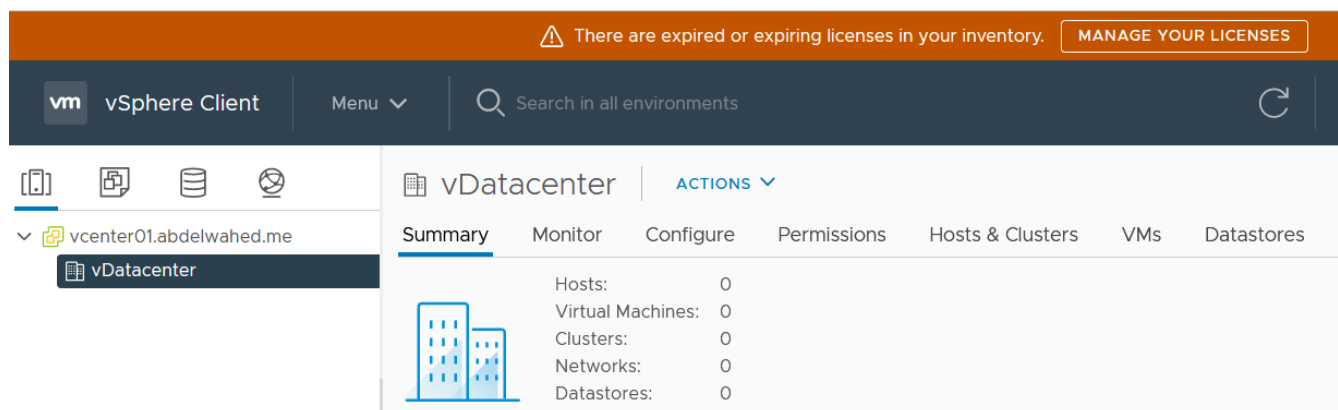 There are expired or expiring licenses in your inventory. MANAGE YOUR LICENSES
vm vSphere Client Menu Search in all environments
vDatacenter ACTIONS
vcenter01.abdelwahed.me
vDatacenter
Summary Monitor Configure Permissions Hosts & Clusters VMs Datastores
Hosts: 0
Virtual Machines: 0
Clusters: 0
Networks: 0
Datastores: 0